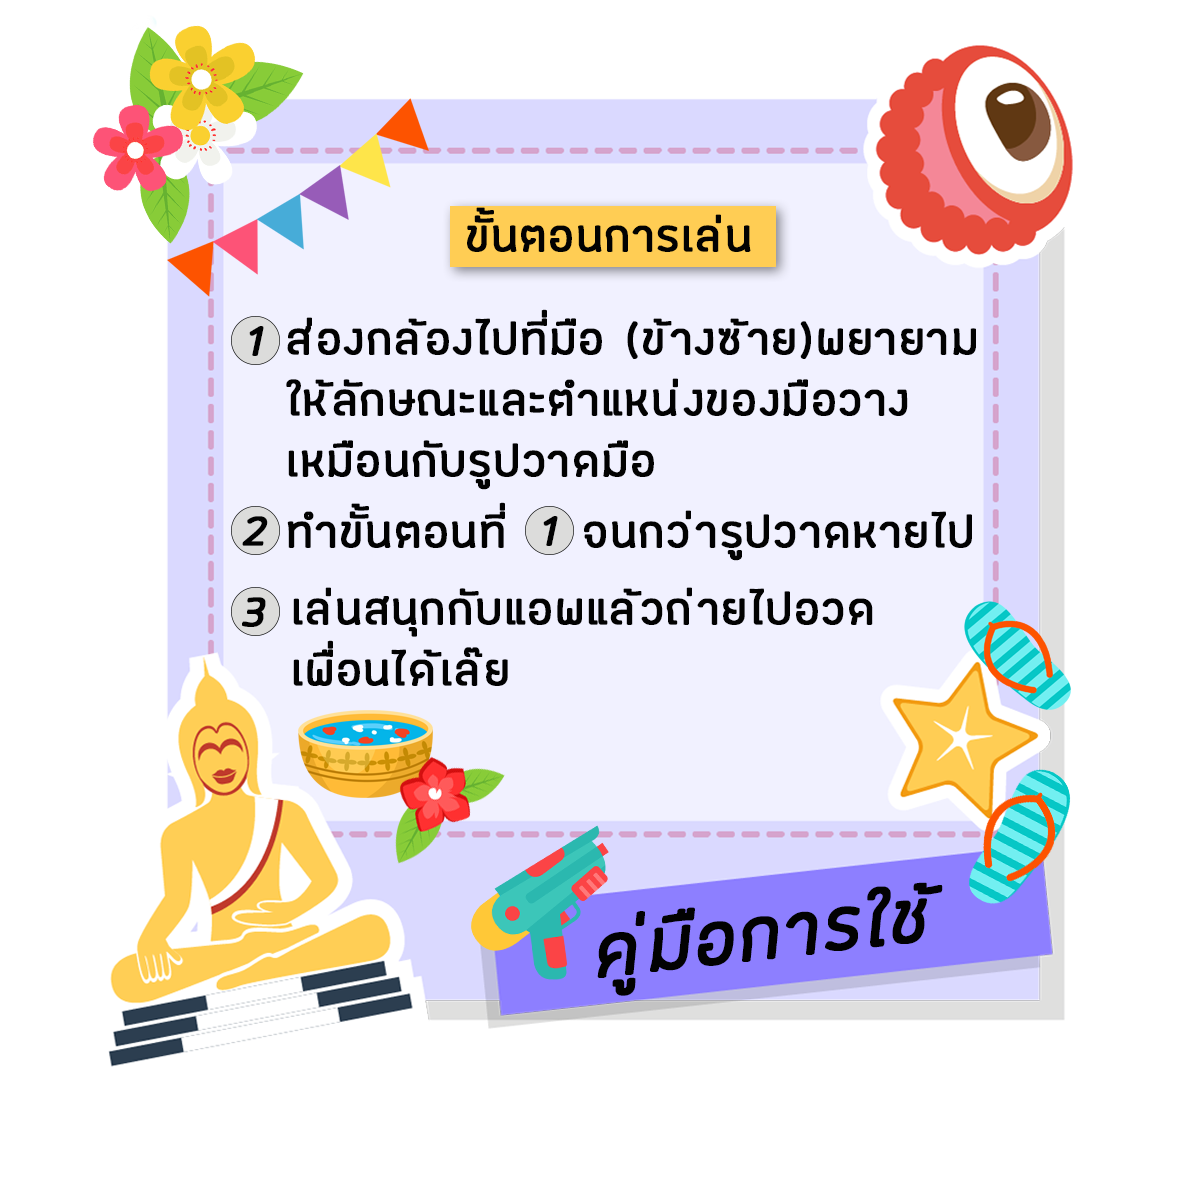 ขั้นตอนการเล่น
1 ส่องกล้องไปที่มือ (ข้างซ้าย)พยายาม
ให้ลักษณะและตำแหน่งของมือวาง
เหมือนกับรูปวาดมือ
2 ทำขั้นตอนที่ 1 จนกว่ารูปวาดหายไป
3 เล่นสนุกกับแอพแล้วถ่ายไปอวด
เพื่อนได้เล๊ย
คู่มือการใช้